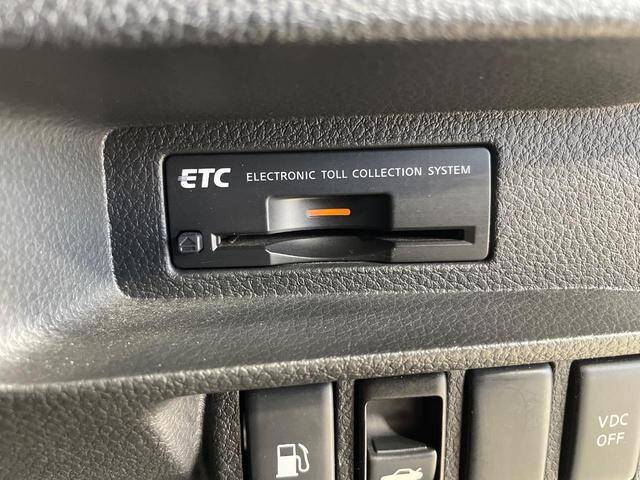 ETC ELECTRONIC TOLL COLLECTION SYSTEM
VDC
OFF